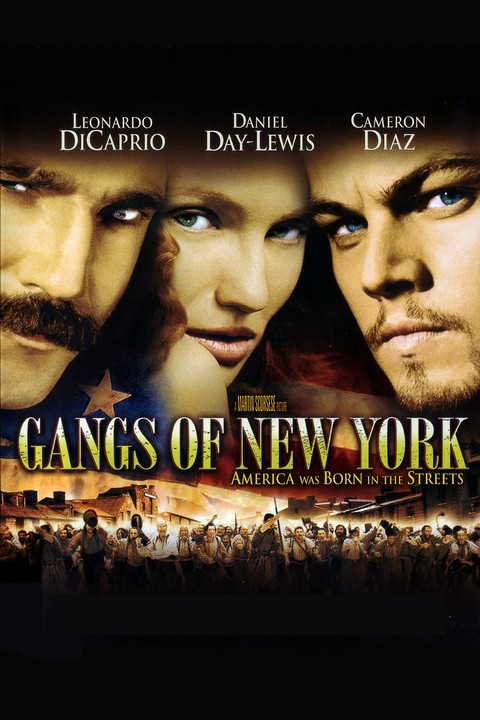 LEONARDO DICAPRIO
DANIEL DAY-LEWIS
CAMERON DIAZ
A MARTIN SCORSESE PICTURE
GANGS OF NEW YORK
AMERICA WAS BORN IN THE STREETS